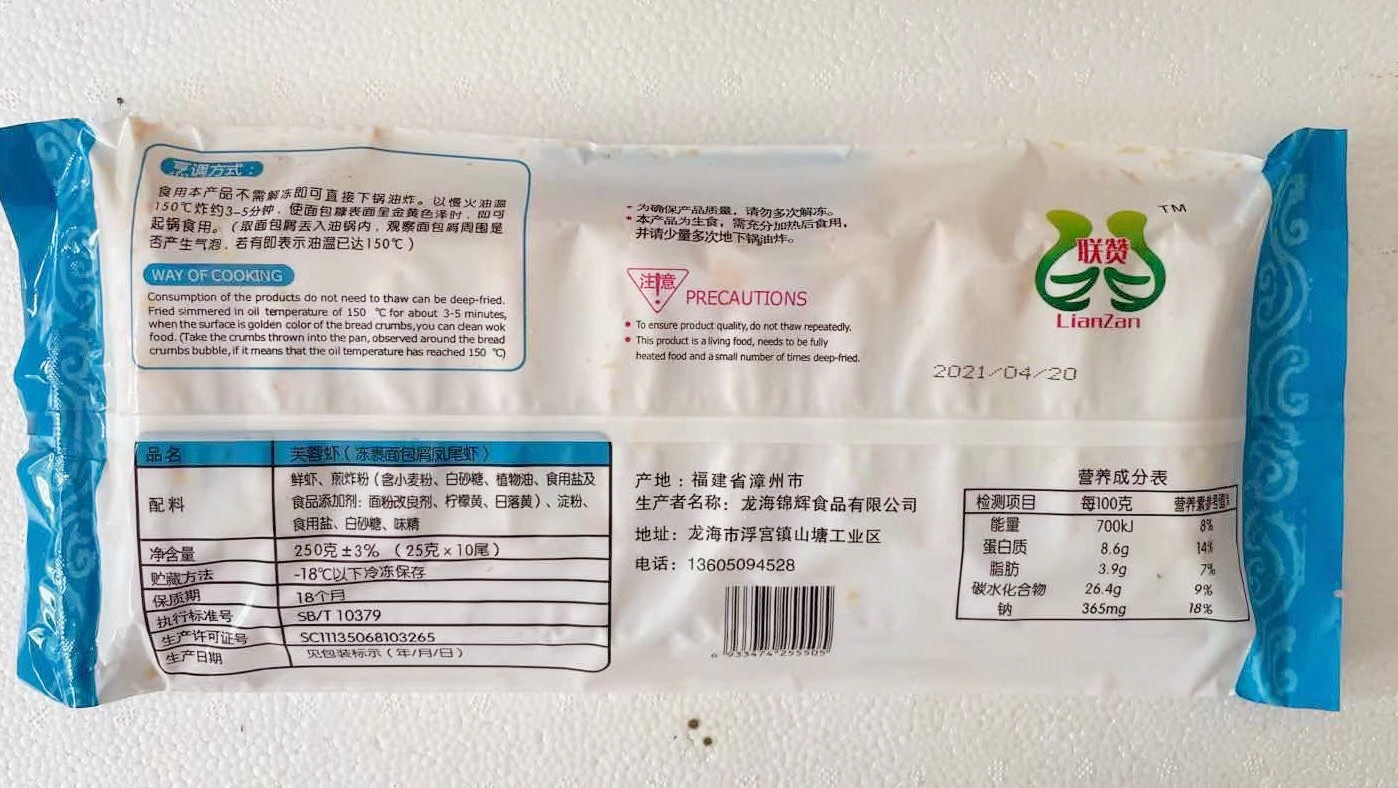 烹调方式：
食用本产品不需解冻即可直接下锅油炸。以慢火油温
150℃炸约3-5分钟，使面包糠表面呈金黄色泽时，即可
起锅食用。（取面包屑丢入油锅内，观察面包屑周围是
否产生气泡，若有即表示油温已达150℃）
WAY OF COOKING
Consumption of the products do not need to thaw can be deep-fried.
Fried simmered in oil temperature of 150 ℃ for about 3-5 minutes,
when the surface is golden color of the bread crumbs,you can clean wok
food. (Take the crumbs thrown into the pan, observed around the bread
crumbs bubble,if it means that the oil temperature has reached 150 ℃)
• 为确保产品质量，请勿多次解冻。
• 本产品为生食，需充分加热后食用，
并请少量多次地下锅油炸。
注意 PRECAUTIONS
• To ensure product quality,do not thaw repeatedly.
• This product is a living food, needs to be fully
heated food and a small number of times deep-fried.
TM
联赞
LianZan
2021/04/20
品名 芙蓉虾（冻裹面包屑凤尾虾）
配料 鲜虾、煎炸粉（含小麦粉、白砂糖、植物油、食用盐及
食品添加剂：面粉改良剂、柠檬黄、日落黄）、淀粉、
食用盐、白砂糖、味精
净含量 250克±3% （25克×10尾）
贮藏方法 -18℃以下冷冻保存
保质期 18个月
执行标准号 SB/T 10379
生产许可证号 SC11135068103265
生产日期 见包装标示（年/月/日）
产地：福建省漳州市
生产者名称：龙海锦辉食品有限公司
地址：龙海市浮宫镇山塘工业区
电话：13605094528
营养成分表
检测项目 每100克 营养素参考值%
能量 700kJ 8%
蛋白质 8.6g 14%
脂肪 3.9g 7%
碳水化合物 26.4g 9%
钠 365mg 18%